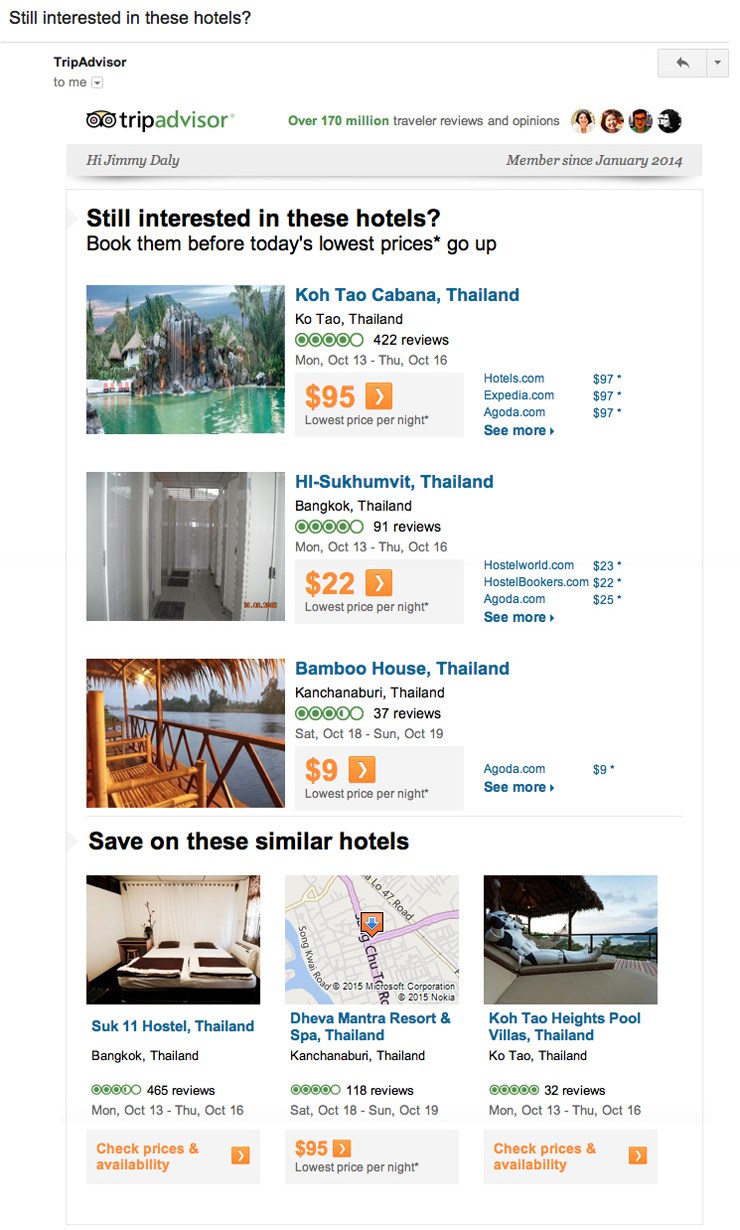 Still interested in these hotels?
TripAdvisor
to me
tripadvisor®
Over 170 million traveler reviews and opinions
Hi Jimmy Daly
Member since January 2014
Still interested in these hotels?
Book them before today's lowest prices* go up
Koh Tao Cabana, Thailand
Ko Tao, Thailand
422 reviews
Mon, Oct 13 - Thu, Oct 16
$95
Lowest price per night*
Hotels.com $97 *
Expedia.com $97 *
Agoda.com $97 *
See more
HI-Sukhumvit, Thailand
Bangkok, Thailand
91 reviews
Mon, Oct 13 - Thu, Oct 16
$22
Lowest price per night*
Hostelworld.com $23 *
HostelBookers.com $22 *
Agoda.com $25 *
See more
Bamboo House, Thailand
Kanchanaburi, Thailand
37 reviews
Sat, Oct 18 - Sun, Oct 19
$9
Lowest price per night*
Agoda.com $9 *
See more
Save on these similar hotels
Lo 47 Road
Song Kwai Road
© 2015 Microsoft Corporation
© 2015 Nokia
Suk 11 Hostel, Thailand
Bangkok, Thailand
465 reviews
Mon, Oct 13 - Thu, Oct 16
Check prices &
availability
Dheva Mantra Resort &
Spa, Thailand
Kanchanaburi, Thailand
118 reviews
Sat, Oct 18 - Sun, Oct 19
$95
Lowest price per night*
Koh Tao Heights Pool
Villas, Thailand
Ko Tao, Thailand
32 reviews
Mon, Oct 13 - Thu, Oct 16
Check prices &
availability